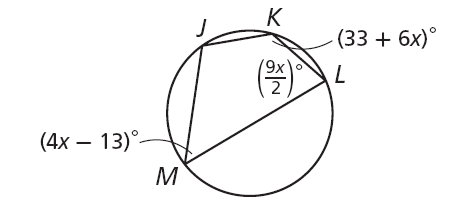 J
K
(33 + 6x)°
(9x/2)°
L
(4x − 13)°
M